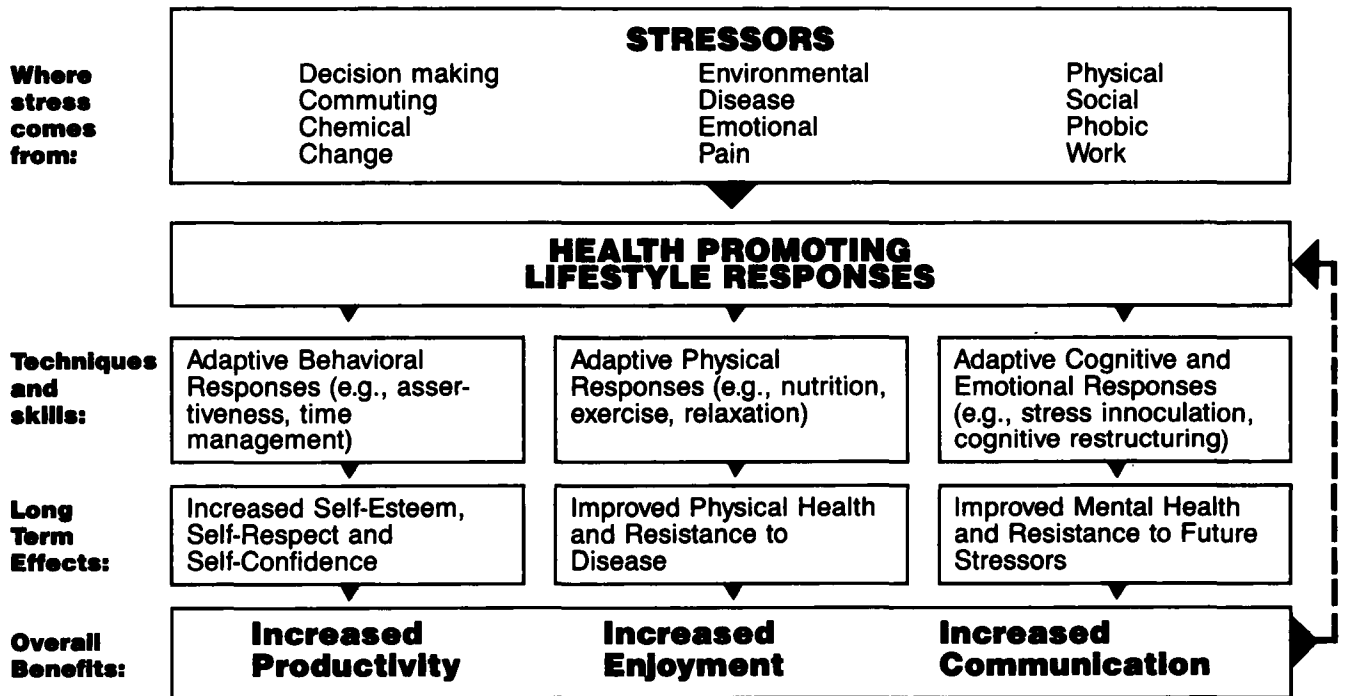 STRESSORS
Where
stress
comes
from:
Decision making
Commuting
Chemical
Change
Environmental
Disease
Emotional
Pain
Physical
Social
Phobic
Work
HEALTH PROMOTING
LIFESTYLE RESPONSES
Techniques
and
skills:
Adaptive Behavioral
Responses (e.g., asser-
tiveness, time
management)
Adaptive Physical
Responses (e.g., nutrition,
exercise, relaxation)
Adaptive Cognitive and
Emotional Responses
(e.g., stress innoculation,
cognitive restructuring)
Long
Term
Effects:
Increased Self-Esteem,
Self-Respect and
Self-Confidence
Improved Physical Health
and Resistance to
Disease
Improved Mental Health
and Resistance to Future
Stressors
Overall
Benefits:
Increased
Productivity
Increased
Enjoyment
Increased
Communication